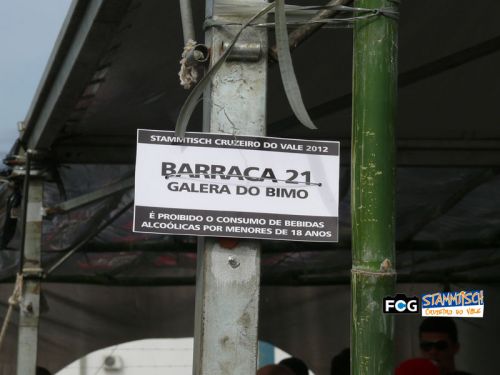 STAMMTISCH CRUZEIRO DO VALE 2012
BARRACA 21
GALERA DO BIMO
É PROIBIDO O CONSUMO DE BEBIDAS
ALCOÓLICAS POR MENORES DE 18 ANOS
FCG STAMMTISCH
CRUZEIRO DO VALE